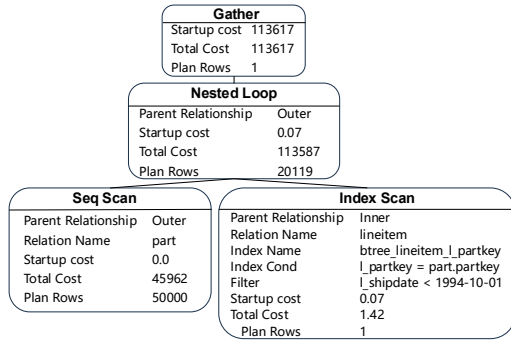 Gather
Startup cost 113617
Total Cost 113617
Plan Rows 1
Nested Loop
Parent Relationship Outer
Startup cost 0.07
Total Cost 113587
Plan Rows 20119
Seq Scan
Parent Relationship Outer
Relation Name part
Startup cost 0.0
Total Cost 45962
Plan Rows 50000
Index Scan
Parent Relationship Inner
Relation Name lineitem
Index Name btree_lineitem_l_partkey
Index Cond l_partkey = part.partkey
Filter l_shipdate < 1994-10-01
Startup cost 0.07
Total Cost 1.42
Plan Rows 1